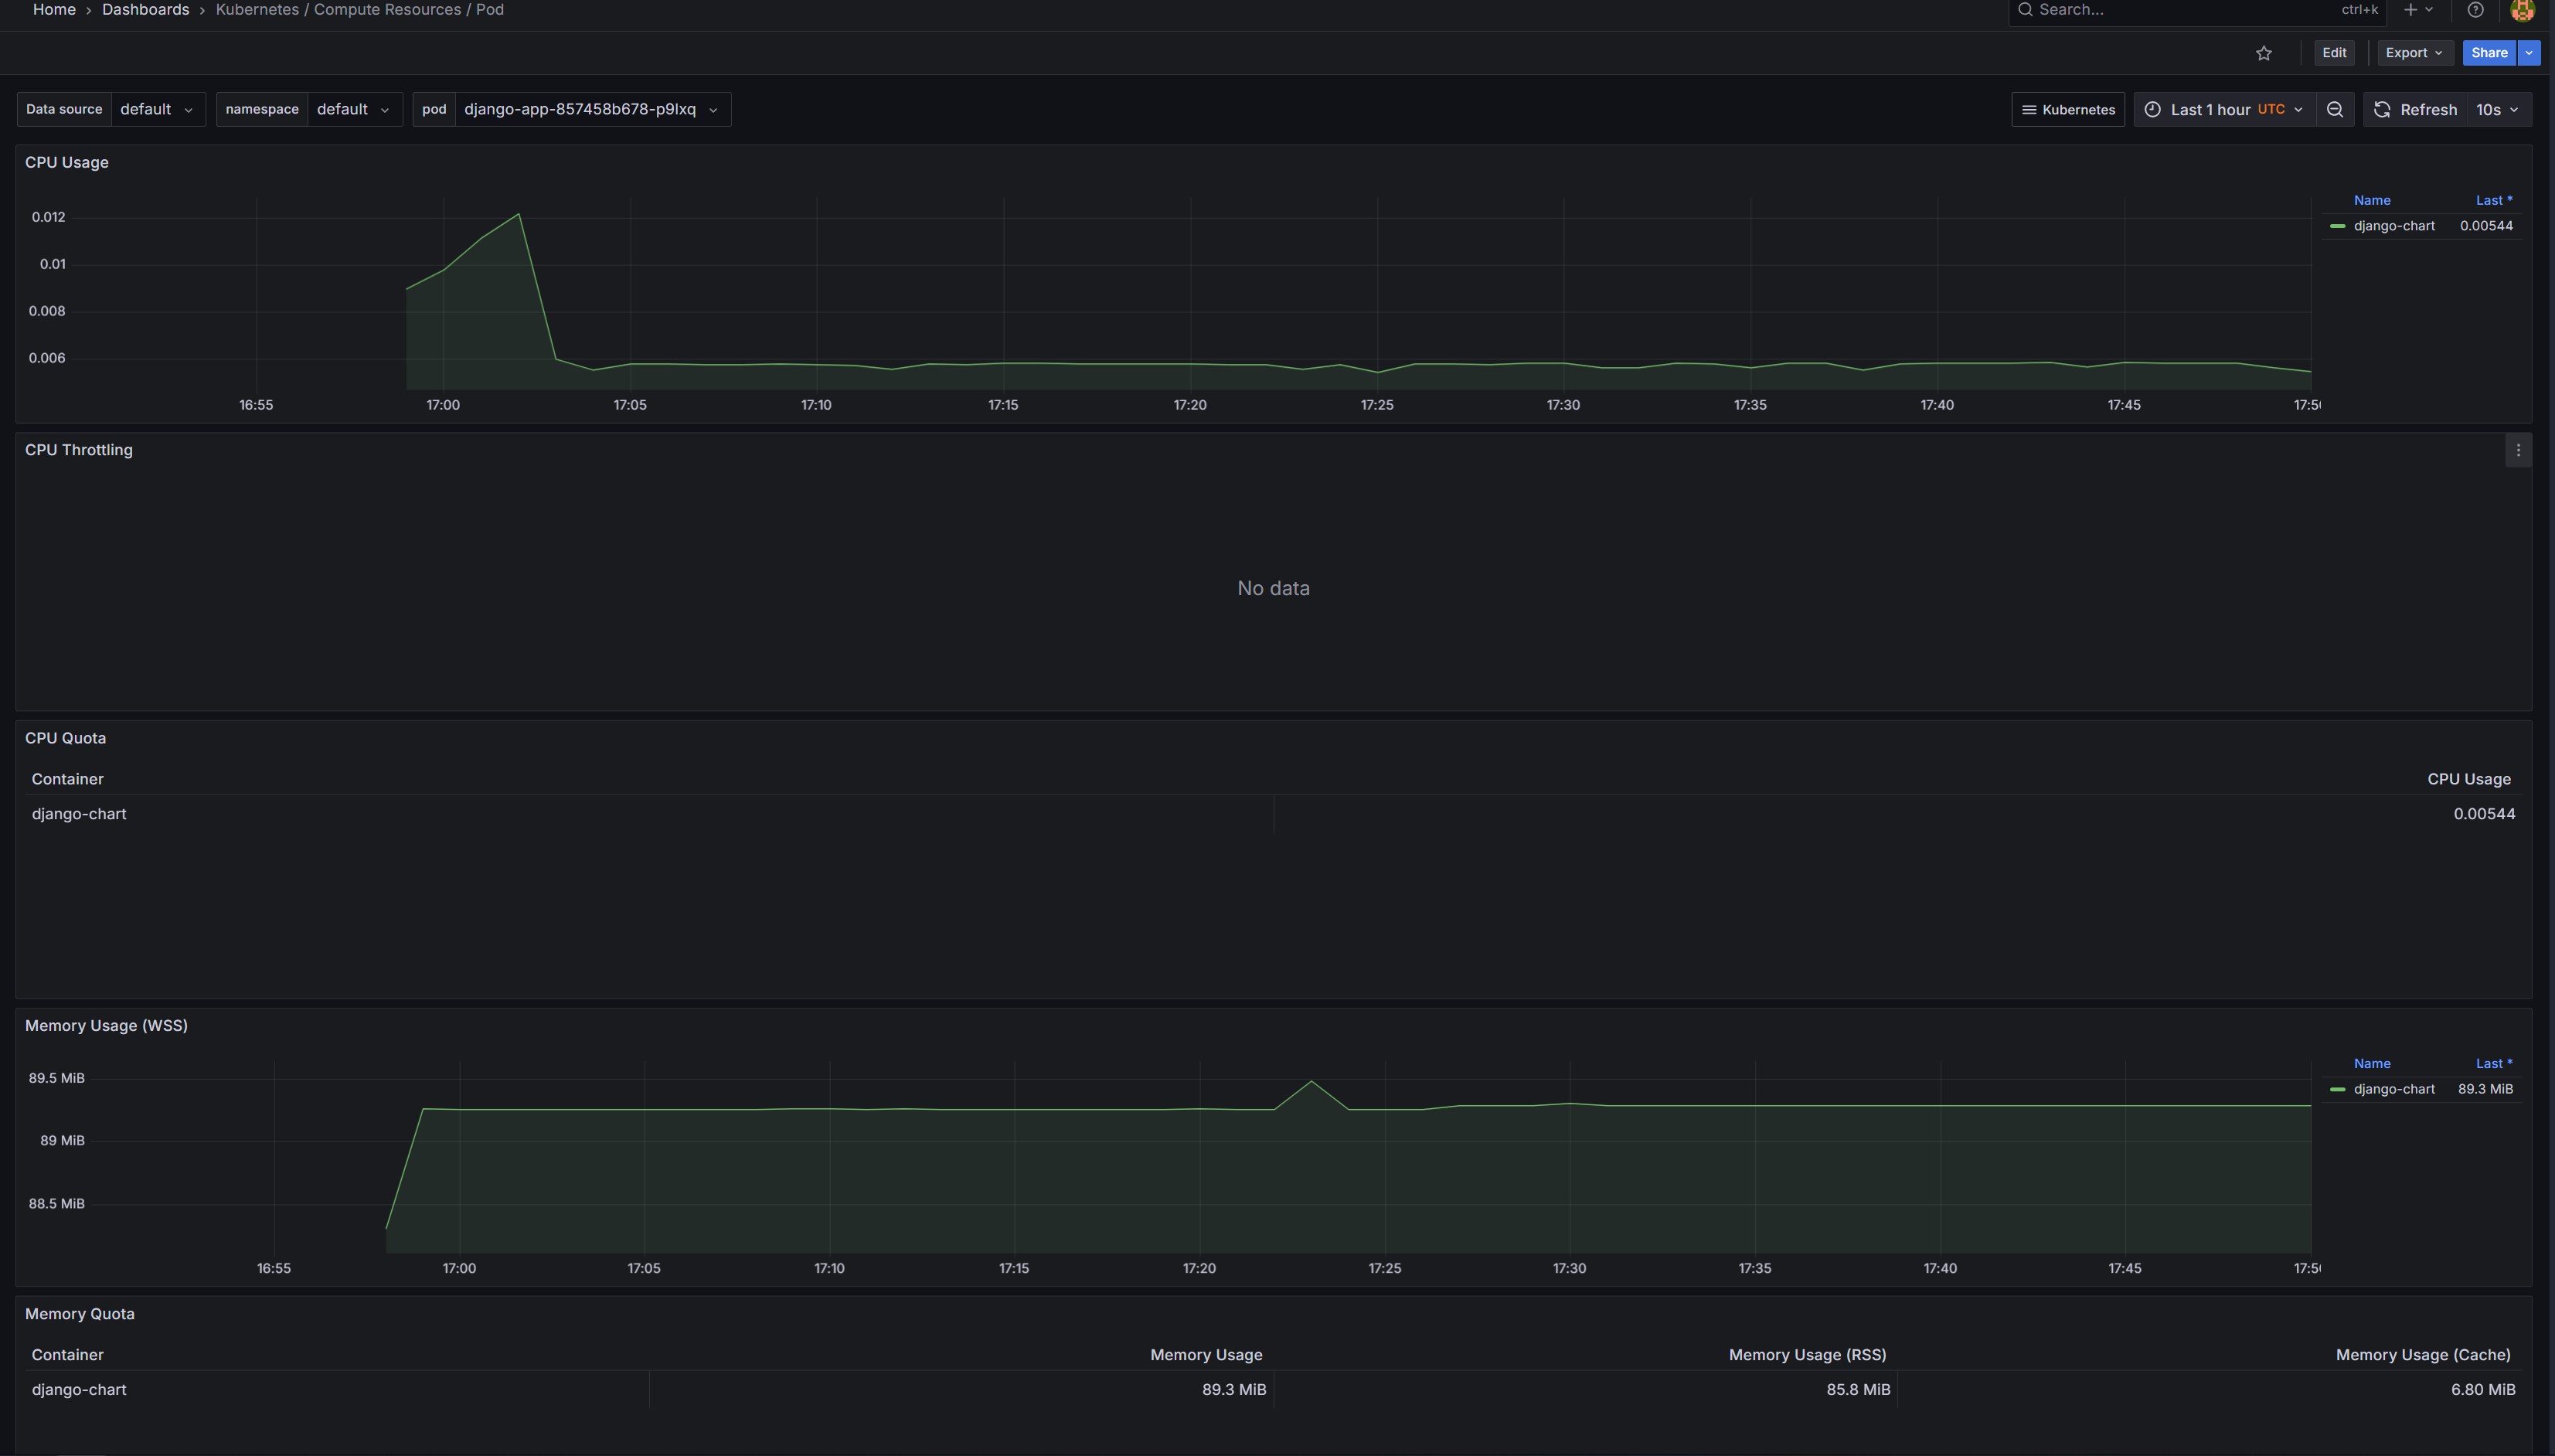 Home › Dashboards › Kubernetes / Compute Resources / Pod
Search... ctrl+k
Edit Export Share
Data source default namespace default pod django-app-857458b678-p9lxq
Kubernetes Last 1 hour UTC Refresh 10s
CPU Usage
0.012
0.01
0.008
0.006
16:55 17:00 17:05 17:10 17:15 17:20 17:25 17:30 17:35 17:40 17:45
Name Last *
django-chart 0.00544
CPU Throttling
No data
CPU Quota
Container CPU Usage
django-chart 0.00544
Memory Usage (WSS)
89.5 MiB
89 MiB
88.5 MiB
16:55 17:00 17:05 17:10 17:15 17:20 17:25 17:30 17:35 17:40 17:45
Name Last *
django-chart 89.3 MiB
Memory Quota
Container Memory Usage Memory Usage (RSS) Memory Usage (Cache)
django-chart 89.3 MiB 85.8 MiB 6.80 MiB